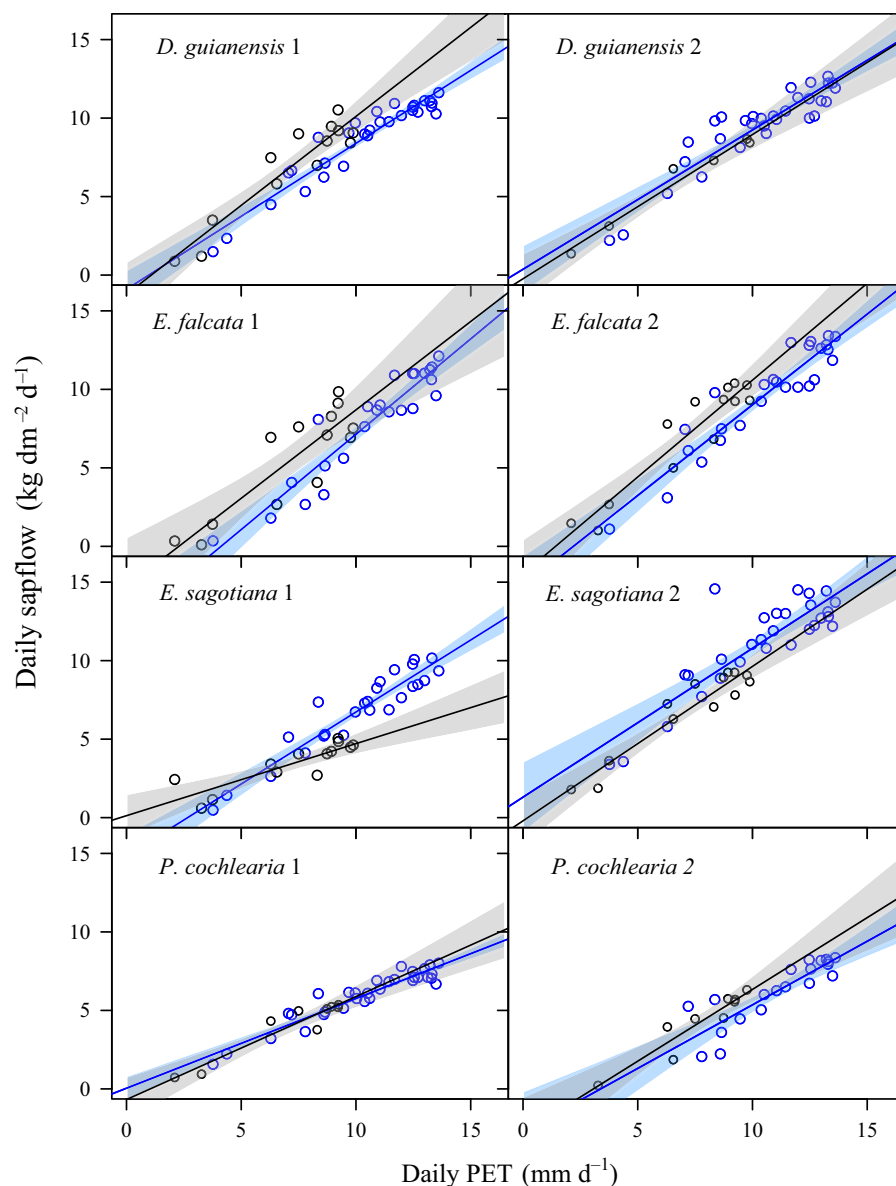 D. guianensis 1
D. guianensis 2
15
10
5
0
E. falcata 1
E. falcata 2
15
10
5
0
E. sagotiana 1
E. sagotiana 2
15
10
5
0
P. cochlearia 1
P. cochlearia 2
15
10
5
0
0 5 10 15
0 5 10 15
Daily sapflow (kg dm⁻² d⁻¹)
Daily PET (mm d⁻¹)